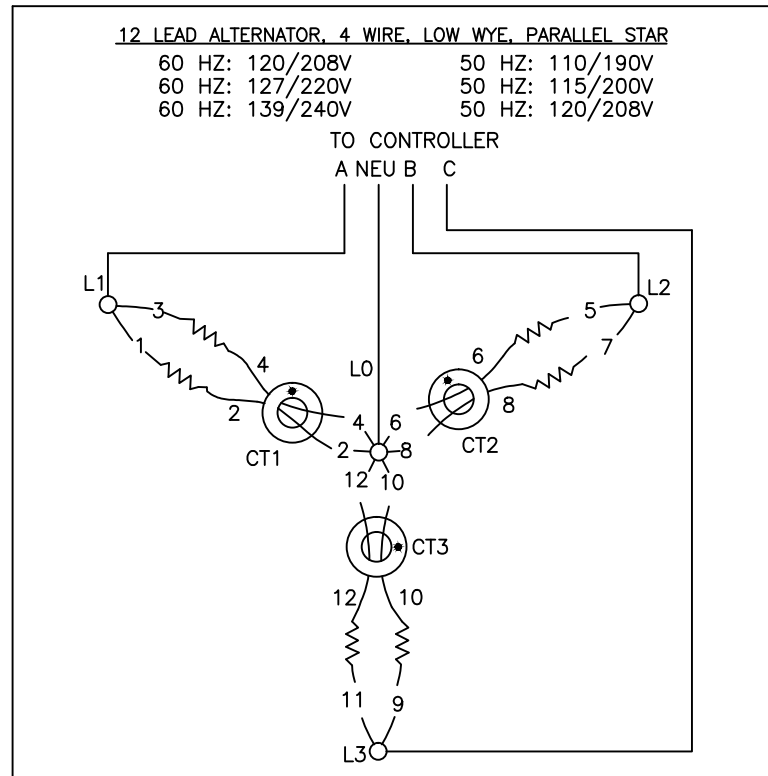 12 LEAD ALTERNATOR, 4 WIRE, LOW WYE, PARALLEL STAR
60 HZ: 120/208V 50 HZ: 110/190V
60 HZ: 127/220V 50 HZ: 115/200V
60 HZ: 139/240V 50 HZ: 120/208V
TO CONTROLLER
A NEU B C
L1 L2
3 5
1 7
4 L0 6
2 8
4 6
CT1 2 8 CT2
12 10
CT3
12 10
11 9
L3